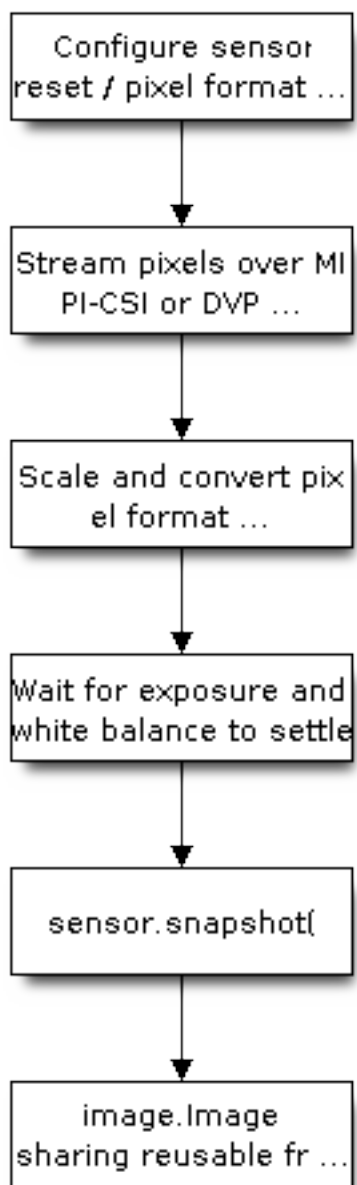 Configure sensor
reset / pixel format ...
Stream pixels over MI
PI-CSI or DVP ...
Scale and convert pix
el format ...
Wait for exposure and
white balance to settle
sensor.snapshot(
image.Image
sharing reusable fr ...